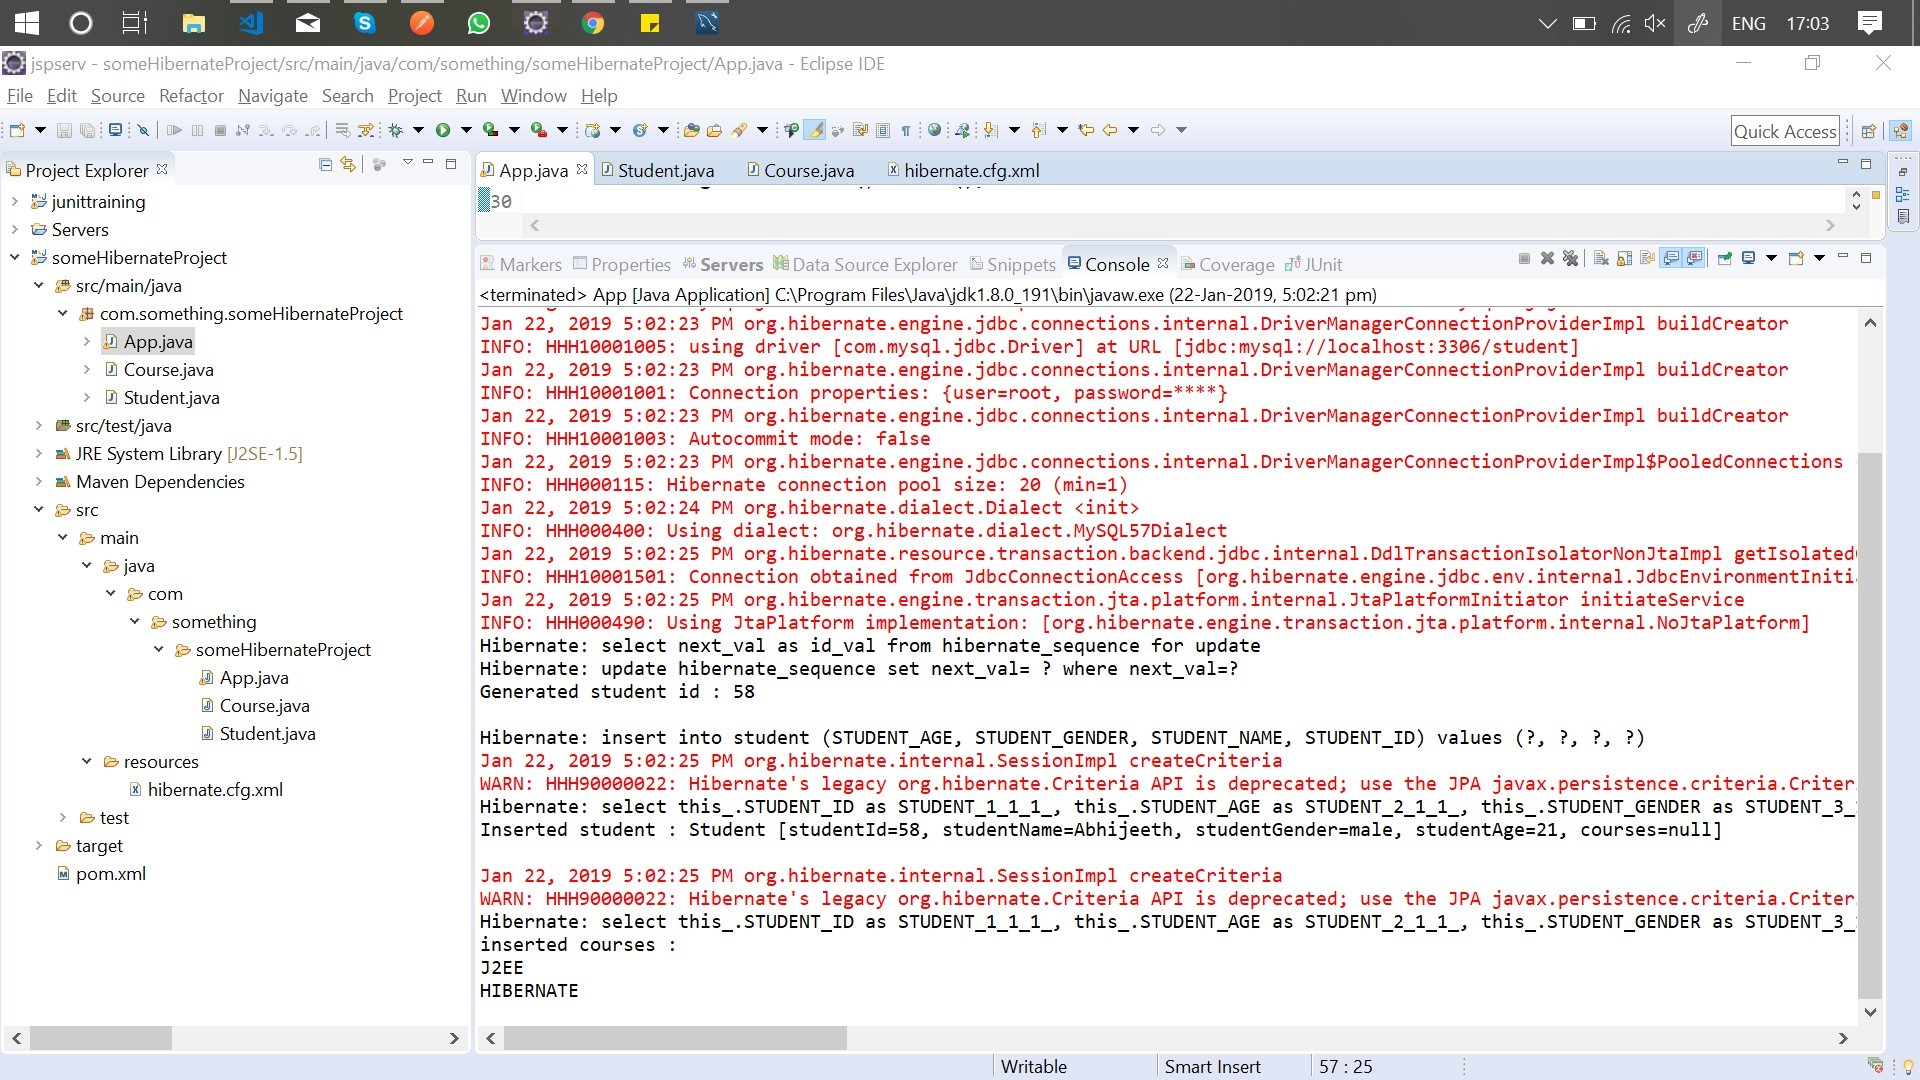 ENG 17:03
jspserv - someHibernateProject/src/main/java/com/something/someHibernateProject/App.java - Eclipse IDE
File Edit Source Refactor Navigate Search Project Run Window Help
Quick Access
Project Explorer
junittraining
Servers
someHibernateProject
src/main/java
com.something.someHibernateProject
App.java
Course.java
Student.java
src/test/java
JRE System Library [J2SE-1.5]
Maven Dependencies
src
main
java
com
something
someHibernateProject
App.java
Course.java
Student.java
resources
hibernate.cfg.xml
test
target
pom.xml
App.java Student.java Course.java hibernate.cfg.xml
30
Markers Properties Servers Data Source Explorer Snippets Console Coverage JUnit
<terminated> App [Java Application] C:\Program Files\Java\jdk1.8.0_191\bin\javaw.exe (22-Jan-2019, 5:02:21 pm)
Jan 22, 2019 5:02:23 PM org.hibernate.engine.jdbc.connections.internal.DriverManagerConnectionProviderImpl buildCreator
INFO: HHH10001005: using driver [com.mysql.jdbc.Driver] at URL [jdbc:mysql://localhost:3306/student]
Jan 22, 2019 5:02:23 PM org.hibernate.engine.jdbc.connections.internal.DriverManagerConnectionProviderImpl buildCreator
INFO: HHH10001001: Connection properties: {user=root, password=****}
Jan 22, 2019 5:02:23 PM org.hibernate.engine.jdbc.connections.internal.DriverManagerConnectionProviderImpl buildCreator
INFO: HHH10001003: Autocommit mode: false
Jan 22, 2019 5:02:23 PM org.hibernate.engine.jdbc.connections.internal.DriverManagerConnectionProviderImpl$PooledConnections
INFO: HHH000115: Hibernate connection pool size: 20 (min=1)
Jan 22, 2019 5:02:24 PM org.hibernate.dialect.Dialect <init>
INFO: HHH000400: Using dialect: org.hibernate.dialect.MySQL57Dialect
Jan 22, 2019 5:02:25 PM org.hibernate.resource.transaction.backend.jdbc.internal.DdlTransactionIsolatorNonJtaImpl getIsolated
INFO: HHH10001501: Connection obtained from JdbcConnectionAccess [org.hibernate.engine.jdbc.env.internal.JdbcEnvironmentIniti
Jan 22, 2019 5:02:25 PM org.hibernate.engine.transaction.jta.platform.internal.JtaPlatformInitiator initiateService
INFO: HHH000490: Using JtaPlatform implementation: [org.hibernate.engine.transaction.jta.platform.internal.NoJtaPlatform]
Hibernate: select next_val as id_val from hibernate_sequence for update
Hibernate: update hibernate_sequence set next_val= ? where next_val=?
Generated student id : 58
Hibernate: insert into student (STUDENT_AGE, STUDENT_GENDER, STUDENT_NAME, STUDENT_ID) values (?, ?, ?, ?)
Jan 22, 2019 5:02:25 PM org.hibernate.internal.SessionImpl createCriteria
WARN: HHH90000022: Hibernate's legacy org.hibernate.Criteria API is deprecated; use the JPA javax.persistence.criteria.Criter
Hibernate: select this_.STUDENT_ID as STUDENT_1_1_1_, this_.STUDENT_AGE as STUDENT_2_1_1_, this_.STUDENT_GENDER as STUDENT_3_
Inserted student : Student [studentId=58, studentName=Abhijeeth, studentGender=male, studentAge=21, courses=null]
Jan 22, 2019 5:02:25 PM org.hibernate.internal.SessionImpl createCriteria
WARN: HHH90000022: Hibernate's legacy org.hibernate.Criteria API is deprecated; use the JPA javax.persistence.criteria.Criter
Hibernate: select this_.STUDENT_ID as STUDENT_1_1_1_, this_.STUDENT_AGE as STUDENT_2_1_1_, this_.STUDENT_GENDER as STUDENT_3_
inserted courses :
J2EE
HIBERNATE
Writable Smart Insert 57 : 25